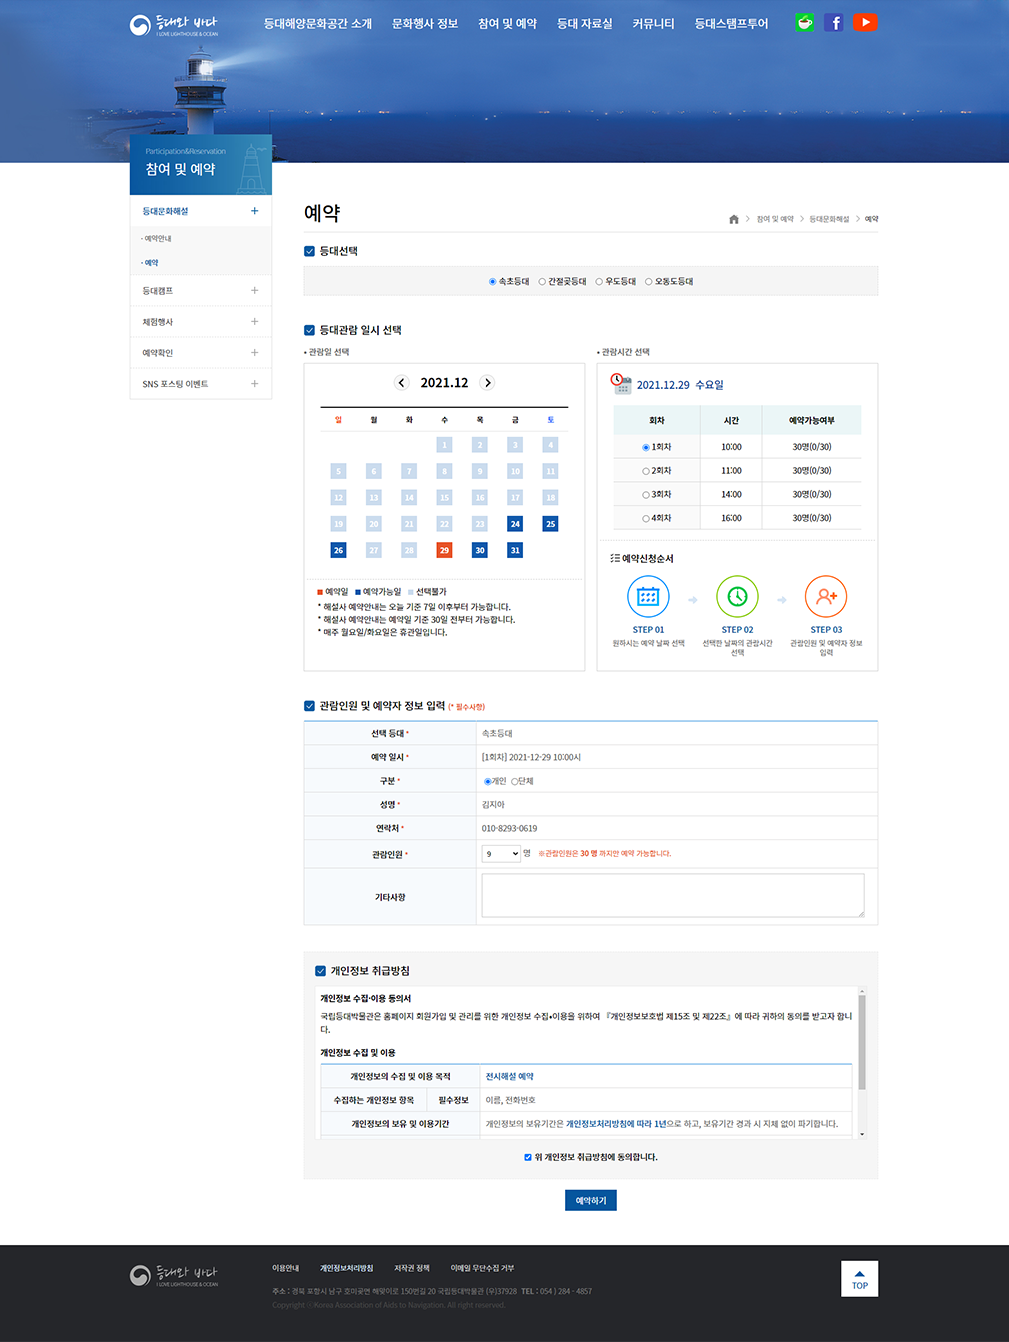 등대와 바다
I LOVE LIGHTHOUSE & OCEAN
등대해양문화공간 소개 문화행사 정보 참여 및 예약 등대 자료실 커뮤니티 등대스탬프투어
Participation&Reservation
참여 및 예약
등대문화해설
· 예약안내
· 예약
등대캠프
체험행사
예약확인
SNS 포스팅 이벤트
예약
참여 및 예약 > 등대문화해설 > 예약
등대선택
속초등대 간절곶등대 우도등대 오동도등대
등대관람 일시 선택
• 관람일 선택
2021.12
일 월 화 수 목 금 토
1 2 3 4
5 6 7 8 9 10 11
12 13 14 15 16 17 18
19 20 21 22 23 24 25
26 27 28 29 30 31
예약일 예약가능일 선택불가
* 해설사 예약안내는 오늘 기준 7일 이후부터 가능합니다.
* 해설사 예약안내는 예약일 기준 30일 전부터 가능합니다.
* 매주 월요일/화요일은 휴관일입니다.
• 관람시간 선택
2021.12.29 수요일
회차 시간 예약가능여부
1회차 10:00 30명(0/30)
2회차 11:00 30명(0/30)
3회차 14:00 30명(0/30)
4회차 16:00 30명(0/30)
예약신청순서
STEP 01
원하시는 예약 날짜 선택
STEP 02
선택한 날짜의 관람시간
선택
STEP 03
관람인원 및 예약자 정보
입력
관람인원 및 예약자 정보 입력 (* 필수사항)
선택 등대 * 속초등대
예약 일시 * [1회차] 2021-12-29 10:00시
구분 * 개인 단체
성명 * 김지아
연락처 * 010-8293-0619
관람인원 * 9 명 ※관람인원은 30 명 까지만 예약 가능합니다.
기타사항
개인정보 취급방침
개인정보 수집·이용 동의서
국립등대박물관은 홈페이지 회원가입 및 관리를 위한 개인정보 수집•이용을 위하여 『개인정보보호법 제15조 및 제22조』에 따라 귀하의 동의를 받고자 합니
다.
개인정보 수집 및 이용
개인정보의 수집 및 이용 목적 전시해설 예약
수집하는 개인정보 항목 필수정보 이름, 전화번호
개인정보의 보유 및 이용기간 개인정보의 보유기간은 개인정보처리방침에 따라 1년으로 하고, 보유기간 경과 시 지체 없이 파기합니다.
위 개인정보 취급방침에 동의합니다.
예약하기
등대와 바다
I LOVE LIGHTHOUSE & OCEAN
이용안내 개인정보처리방침 저작권 정책 이메일 무단수집 거부
주소 : 경북 포항시 남구 호미곶면 해맞이로 150번길 20 국립등대박물관 (우)37928 TEL : 054 ) 284 - 4857
Copyright ⓒ Korea Association of Aids to Navigation. All right reserved.
TOP